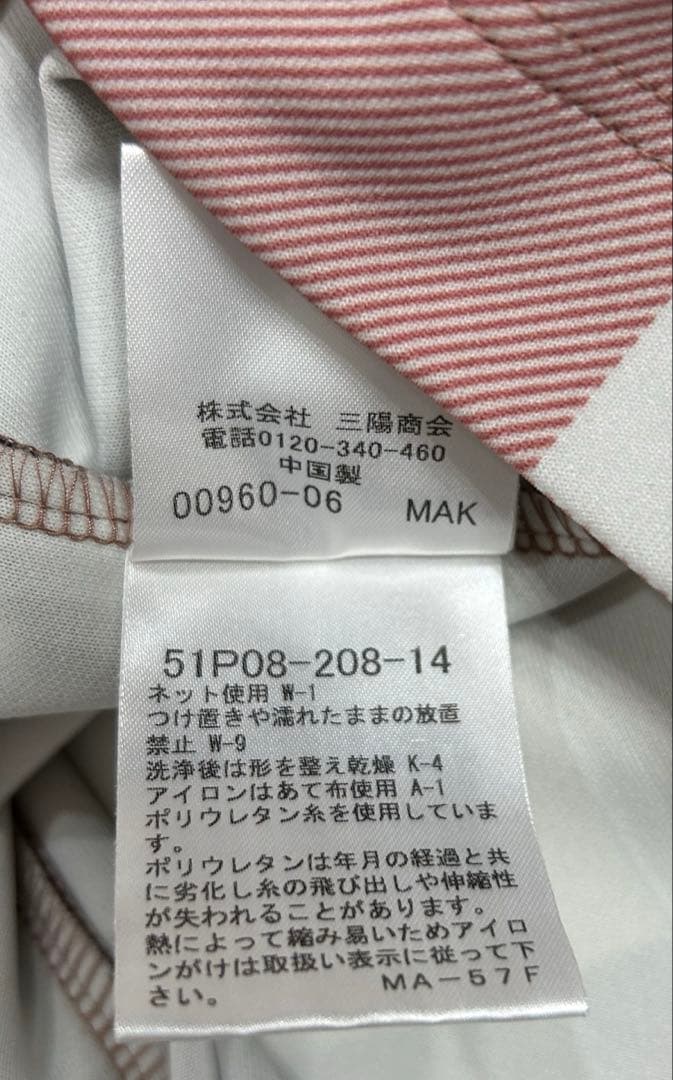 株式会社 三陽商会
電話0120-340-460
中国製
00960-06 MAK
51P08-208-14
ネット使用 W-1
つけ置きや濡れたままの放置
禁止 W-9
洗浄後は形を整え乾燥 K-4
アイロンはあて布使用 A-1
ポリウレタン糸を使用していま
す。
ポリウレタンは年月の経過と共
に劣化し糸の飛び出しや伸縮性
が失われることがあります。
熱によって縮み易いためアイロ
ンがけは取扱い表示に従って下
さい。 MA-57F